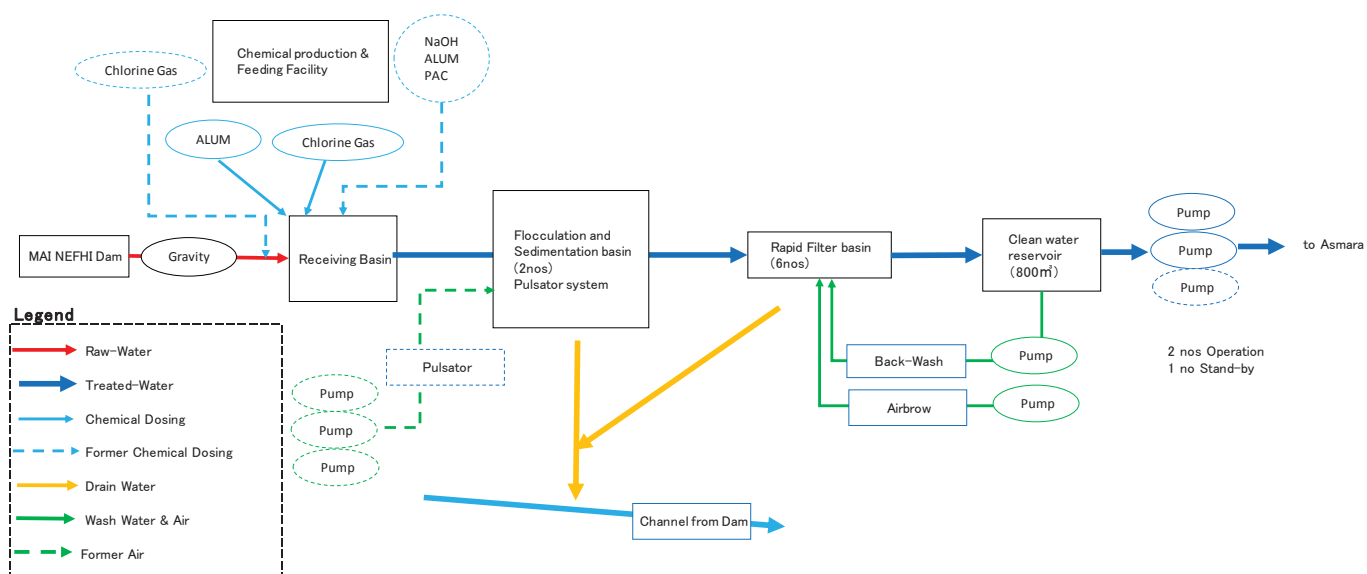 Chlorine Gas
Chemical production &
Feeding Facility
NaOH
ALUM
PAC
ALUM
Chlorine Gas
MAI NEFHI Dam
Gravity
Receiving Basin
Flocculation and
Sedimentation basin
(2nos)
Pulsator system
Rapid Filter basin
(6nos)
Clean water
reservoir
(800㎥)
Pump
Pump
Pump
to Asmara
2 nos Operation
1 no Stand-by
Back-Wash
Pump
Airbrow
Pump
Pulsator
Pump
Pump
Pump
Channel from Dam
Legend
Raw-Water
Treated-Water
Chemical Dosing
Former Chemical Dosing
Drain Water
Wash Water & Air
Former Air